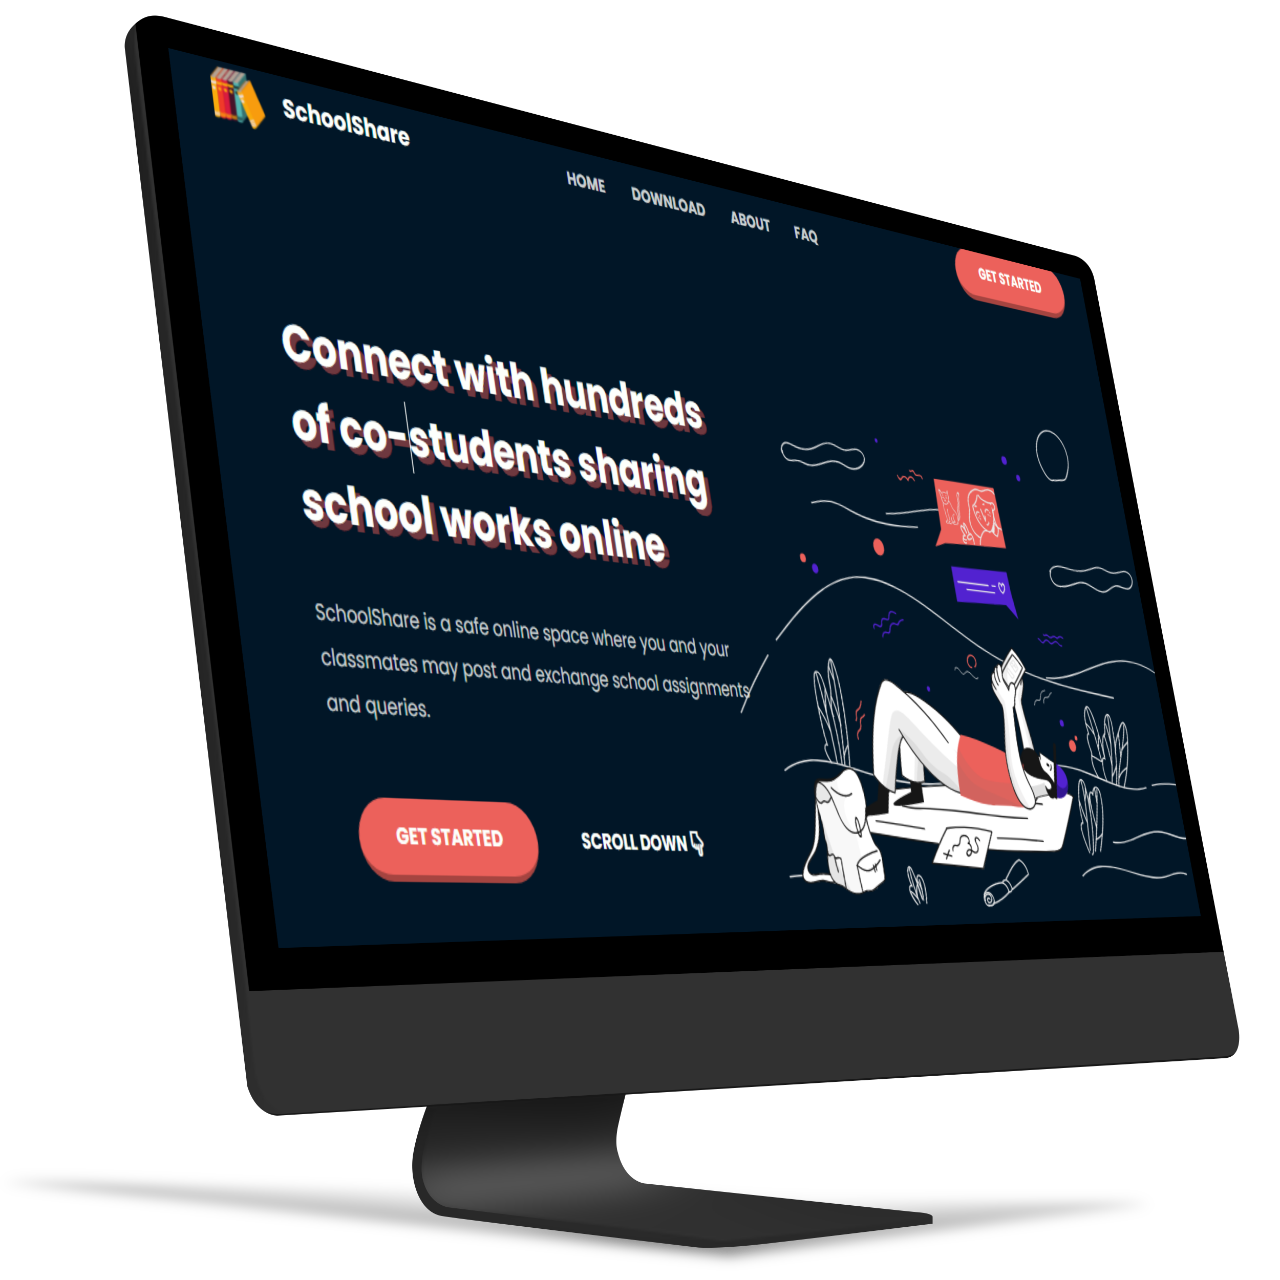 SchoolShare
HOME DOWNLOAD ABOUT FAQ
GET STARTED
Connect with hundreds
of co-students sharing
school works online
SchoolShare is a safe online space where you and your
classmates may post and exchange school assignments
and queries.
GET STARTED
SCROLL DOWN